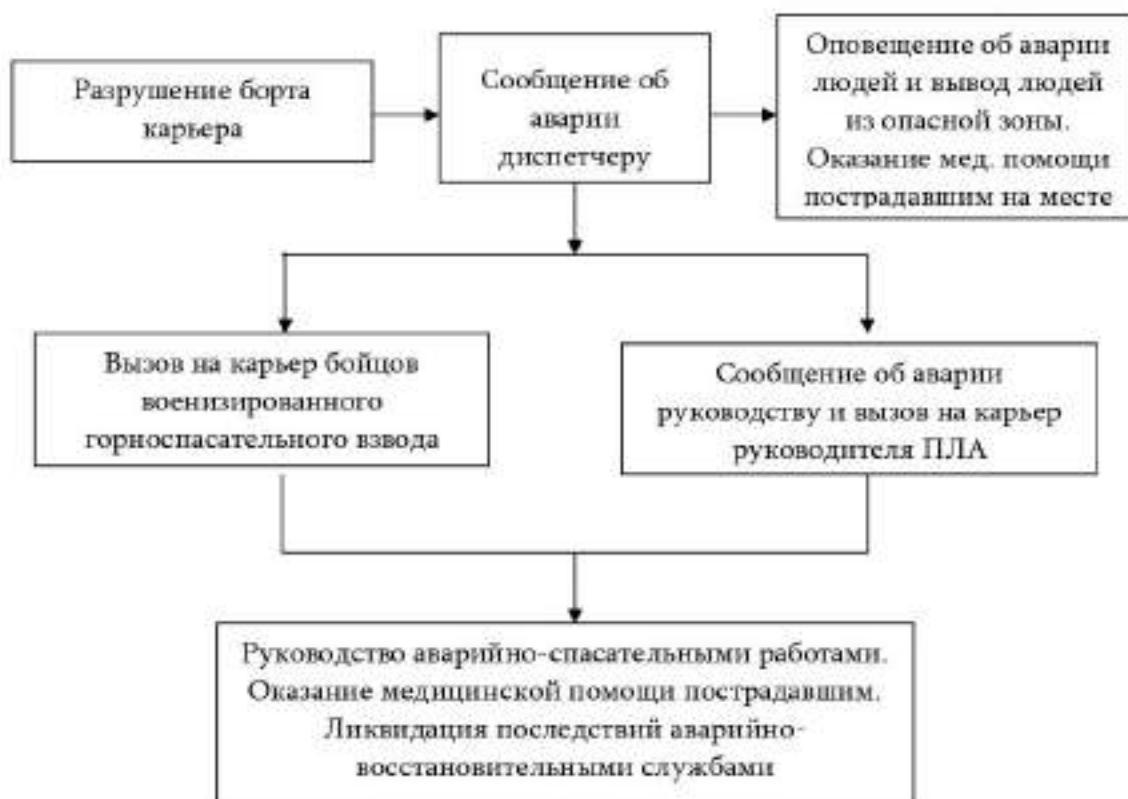 Разрушение борта
карьера
Сообщение об
аварии
диспетчеру
Оповещение об аварии
людей и вывод людей
из опасной зоны.
Оказание мед. помощи
пострадавшим на месте
Вызов на карьер бойцов
военизированного
горноспасательного взвода
Сообщение об аварии
руководству и вызов на карьер
руководителя ПЛА
Руководство аварийно-спасательными работами.
Оказание медицинской помощи пострадавшим.
Ликвидация последствий аварийно-
восстановительными службами